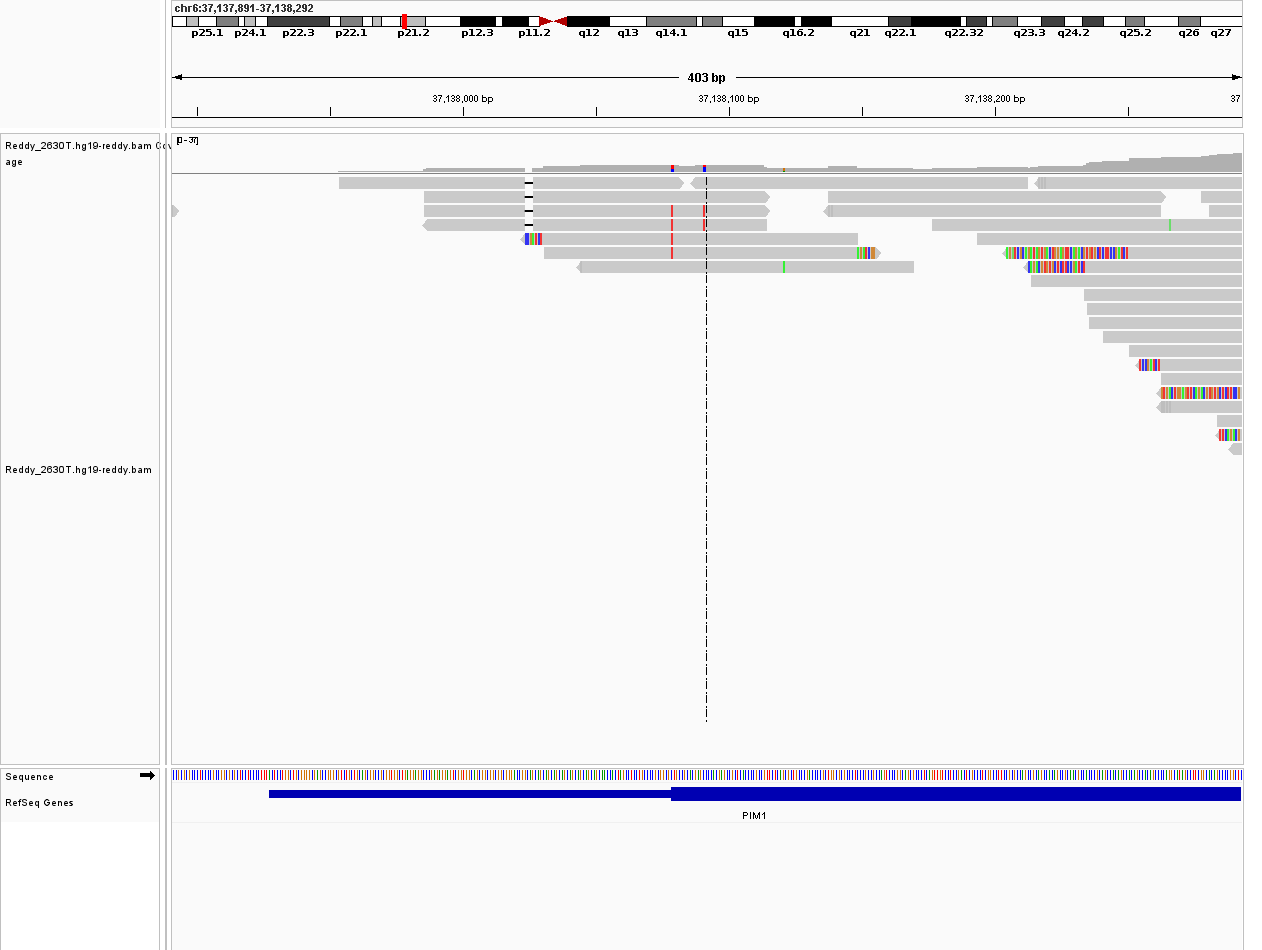 chr6:37,137,891-37,138,292
p25.1 p24.1 p22.3 p22.1 p21.2 p12.3 p11.2 q12 q13 q14.1 q15 q16.2 q21 q22.1 q22.32 q23.3 q24.2 q25.2 q26 q27
403 bp
37,138,000 bp 37,138,100 bp 37,138,200 bp 37
[0-37]
Reddy_2630T.hg19-reddy.bam Cov
age
Reddy_2630T.hg19-reddy.bam
Sequence
RefSeq Genes
PIM1